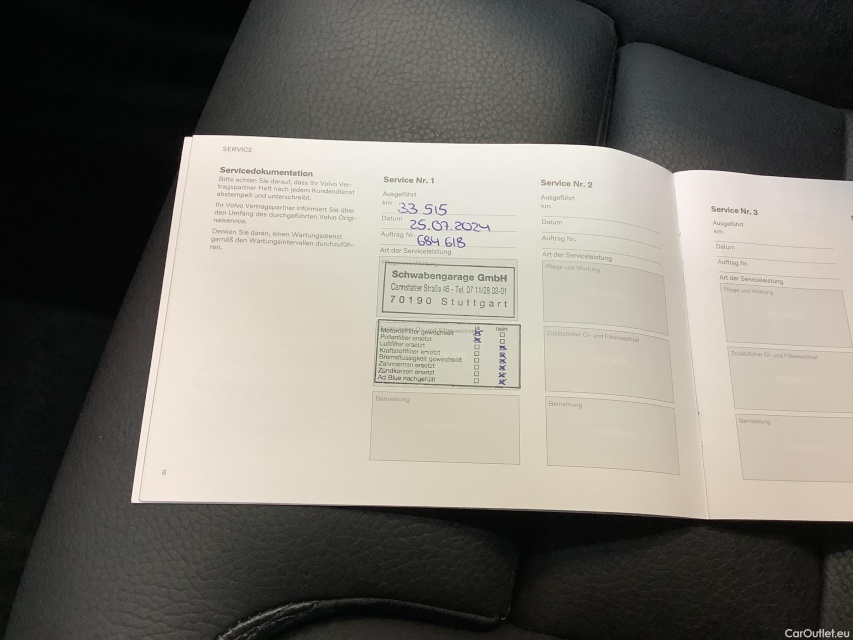 SERVICE
Servicedokumentation
Bitte achten Sie darauf, dass Ihr Volvo Ver-
tragspartner Heft nach jedem Kundendienst
abstempelt und unterschreibt.
Ihr Volvo Vertragspartner informiert Sie über
den Umfang des durchgeführten Volvo Origi-
nalservice.
Denken Sie daran, einen Wartungsdienst
gemäß den Wartungsintervallen durchzufüh-
ren.
6
Service Nr. 1
Ausgeführt
km 33 515
Datum 25.07.2024
Auftrag Nr. 684 618
Art der Serviceleistung
Pflege und Wartung
Schwabengarage GmbH
Cannstatter Straße 46 - Tel. 07 11/28 03-01
70190 Stuttgart
nein
Motorölfilter gewechselt
Pollenfilter ersetzt
Luftfilter ersetzt
Kraftstofffilter ersetzt
Bremsflüssigkeit gewechselt
Zahnriemen ersetzt
Zündkerzen ersetzt
Ad Blue nachgefüllt
Bemerkung
Service Nr. 2
Ausgeführt
km
Datum
Auftrag Nr.
Art der Serviceleistung
Pflege und Wartung
Zusätzlicher Öl- und Filterwechsel
Bemerkung
Service Nr. 3
Ausgeführt
km
Datum
Auftrag Nr.
Art der Serviceleistung
Pflege und Wartung
Zusätzlicher Öl- und Filterwechsel
Bemerkung
CarOutlet.eu